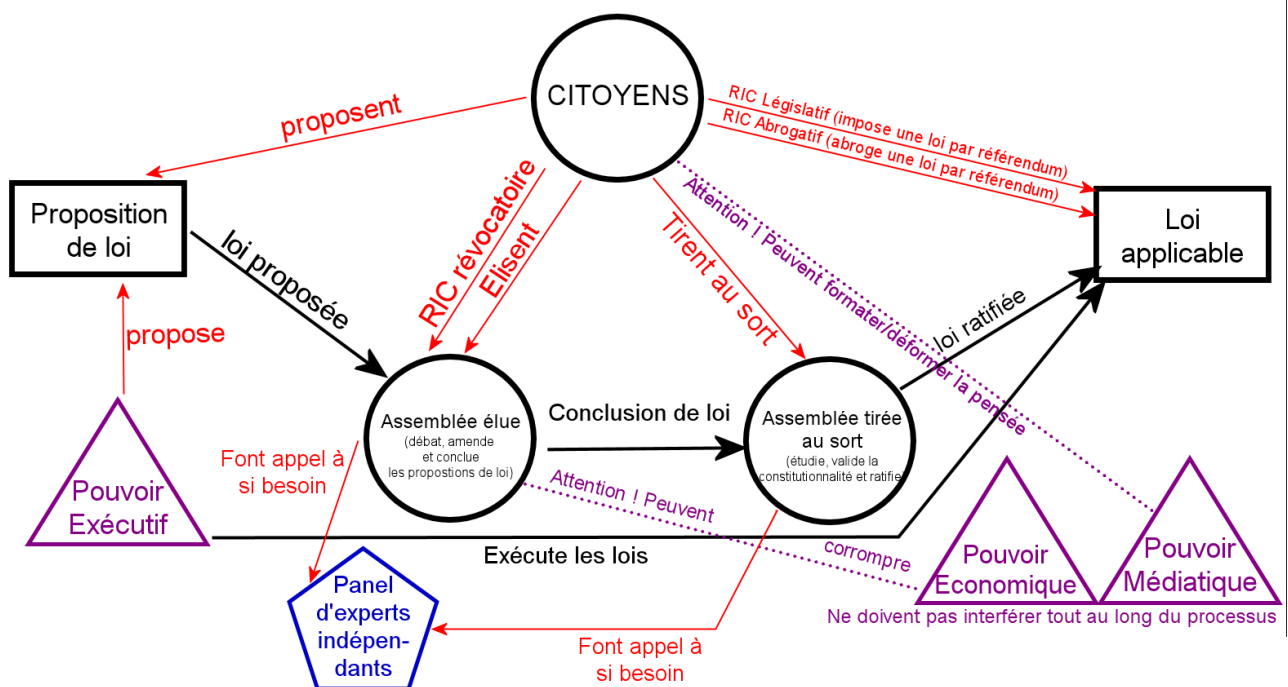 CITOYENS
proposent
RIC Législatif (impose une loi par référendum)
RIC Abrogatif (abroge une loi par référendum)
Proposition
de loi
Loi
applicable
loi proposée
RIC révocatoire
Elisent
Tirent au sort
Attention ! Peuvent formater/déformer la pensée
loi ratifiée
propose
Assemblée élue
(débat, amende
et conclue
les propostions de loi)
Conclusion de loi
Assemblée tirée
au sort
(étudie, valide la
constitutionnalité et ratifie)
Font appel à
si besoin
Attention ! Peuvent
corrompre
Pouvoir
Exécutif
Exécute les lois
Pouvoir
Economique
Pouvoir
Médiatique
Ne doivent pas interférer tout au long du processus
Panel
d'experts
indépen-
dants
Font appel à
si besoin